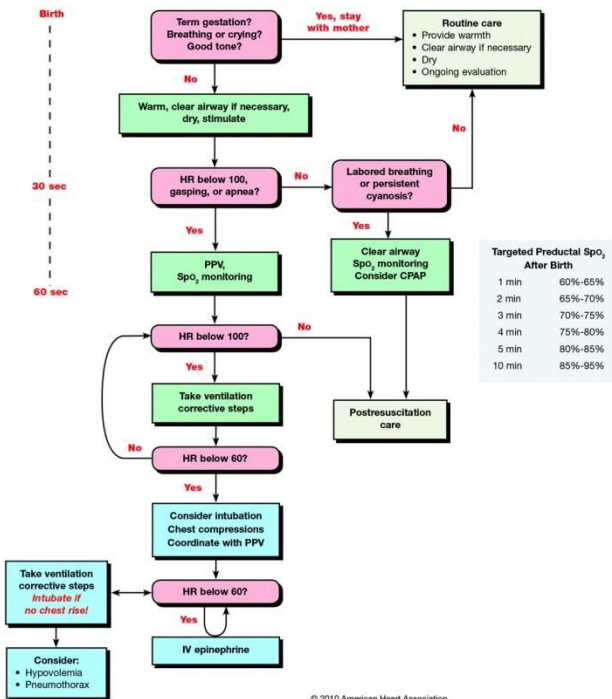 Birth
Term gestation?
Breathing or crying?
Good tone?
Yes, stay
with mother
Routine care
• Provide warmth
• Clear airway if necessary
• Dry
• Ongoing evaluation
No
Warm, clear airway if necessary,
dry, stimulate
No
30 sec
HR below 100,
gasping, or apnea?
No
Labored breathing
or persistent
cyanosis?
Yes
Yes
PPV,
SpO₂ monitoring
Clear airway
SpO₂ monitoring
Consider CPAP
60 sec
Targeted Preductal SpO₂
After Birth
1 min 60%-65%
2 min 65%-70%
3 min 70%-75%
4 min 75%-80%
5 min 80%-85%
10 min 85%-95%
HR below 100?
No
Yes
Take ventilation
corrective steps
Postresuscitation
care
No
HR below 60?
Yes
Consider intubation
Chest compressions
Coordinate with PPV
Take ventilation
corrective steps
Intubate if
no chest rise!
HR below 60?
Yes
IV epinephrine
Consider:
• Hypovolemia
• Pneumothorax
© 2010 American Heart Association